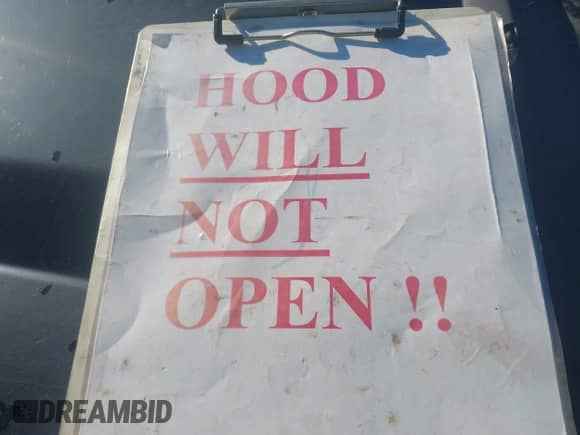 HOOD
WILL
NOT
OPEN !!
DREAMBID